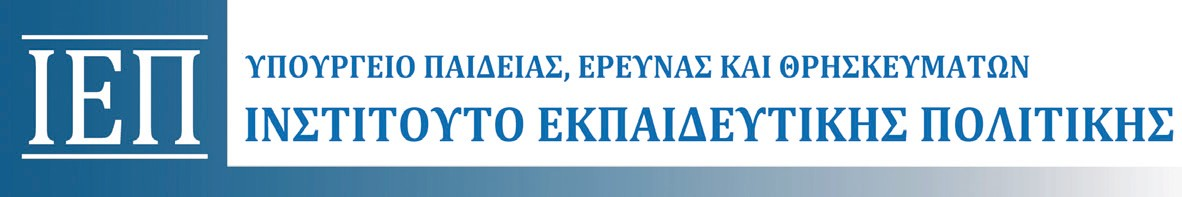 ΙΕΠ
ΥΠΟΥΡΓΕΙΟ ΠΑΙΔΕΙΑΣ, ΕΡΕΥΝΑΣ ΚΑΙ ΘΡΗΣΚΕΥΜΑΤΩΝ
ΙΝΣΤΙΤΟΥΤΟ ΕΚΠΑΙΔΕΥΤΙΚΗΣ ΠΟΛΙΤΙΚΗΣ